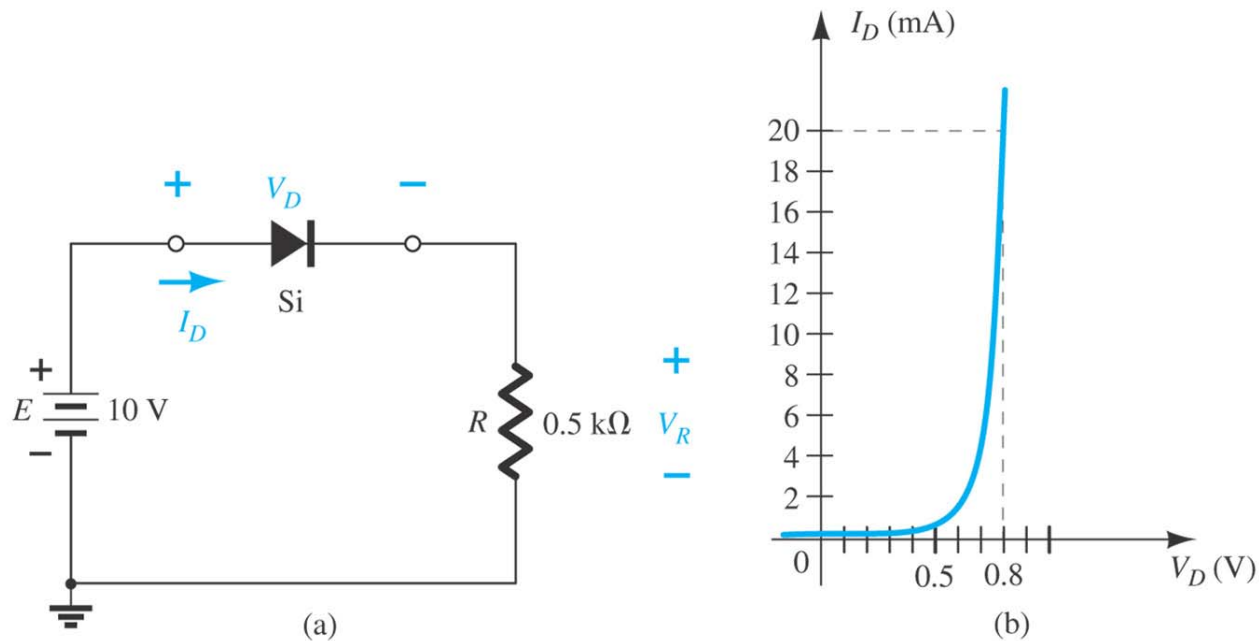 + V_D −
I_D
Si
+
E 10 V
−
R 0.5 kΩ
+
V_R
−
(a)
I_D (mA)
20
18
16
14
12
10
8
6
4
2
0 0.5 0.8 V_D (V)
(b)